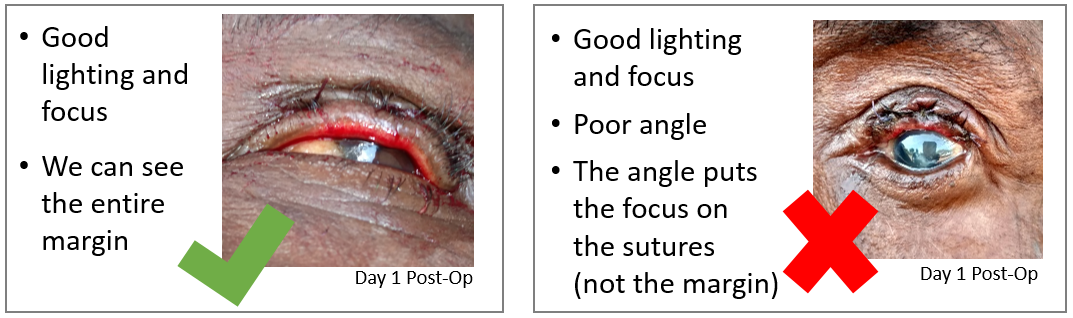 • Good
lighting and
focus
• We can see
the entire
margin
Day 1 Post-Op
• Good lighting
and focus
• Poor angle
• The angle puts
the focus on
the sutures
(not the margin)
Day 1 Post-Op